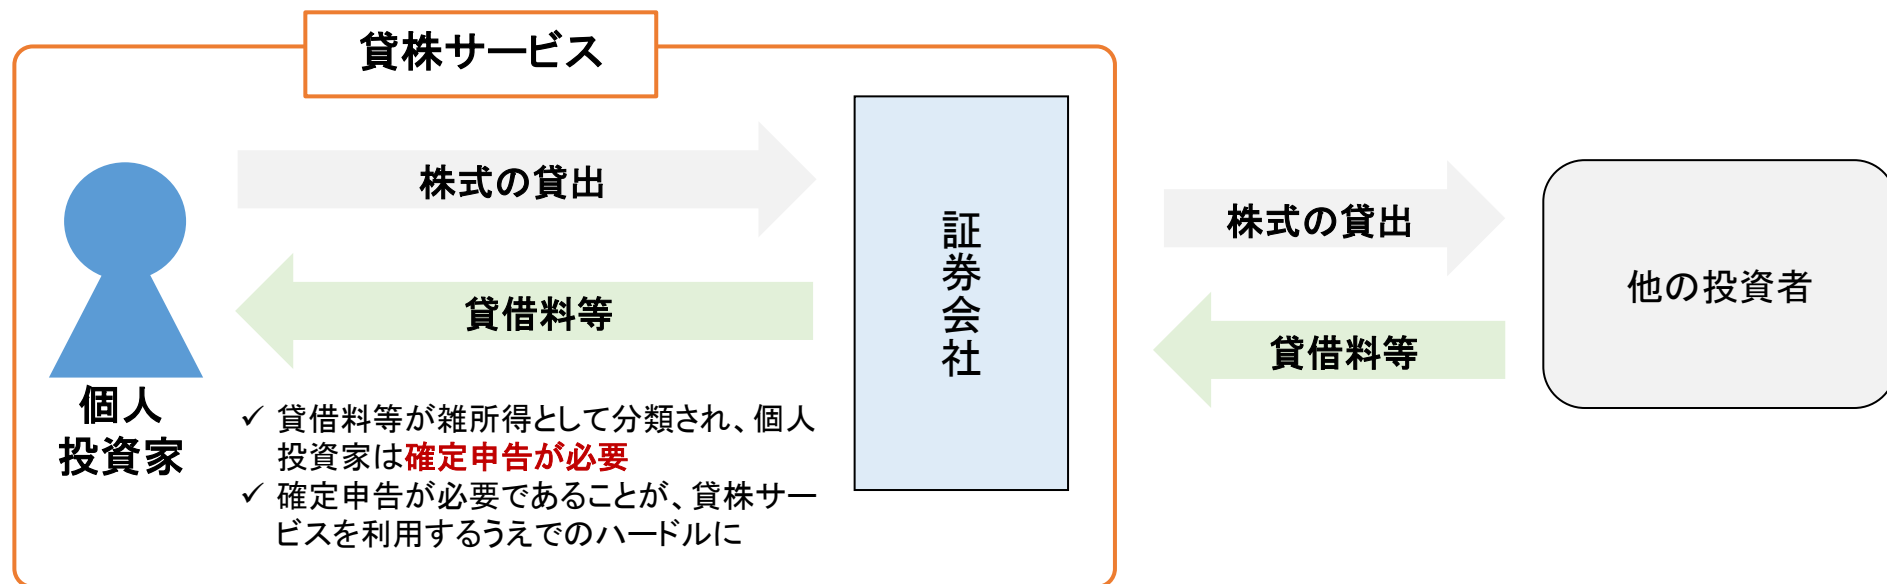 貸株サービス
株式の貸出
貸借料等
個人
投資家
✓ 貸借料等が雑所得として分類され、個人
投資家は確定申告が必要
✓ 確定申告が必要であることが、貸株サー
ビスを利用するうえでのハードルに
証券会社
株式の貸出
貸借料等
他の投資者